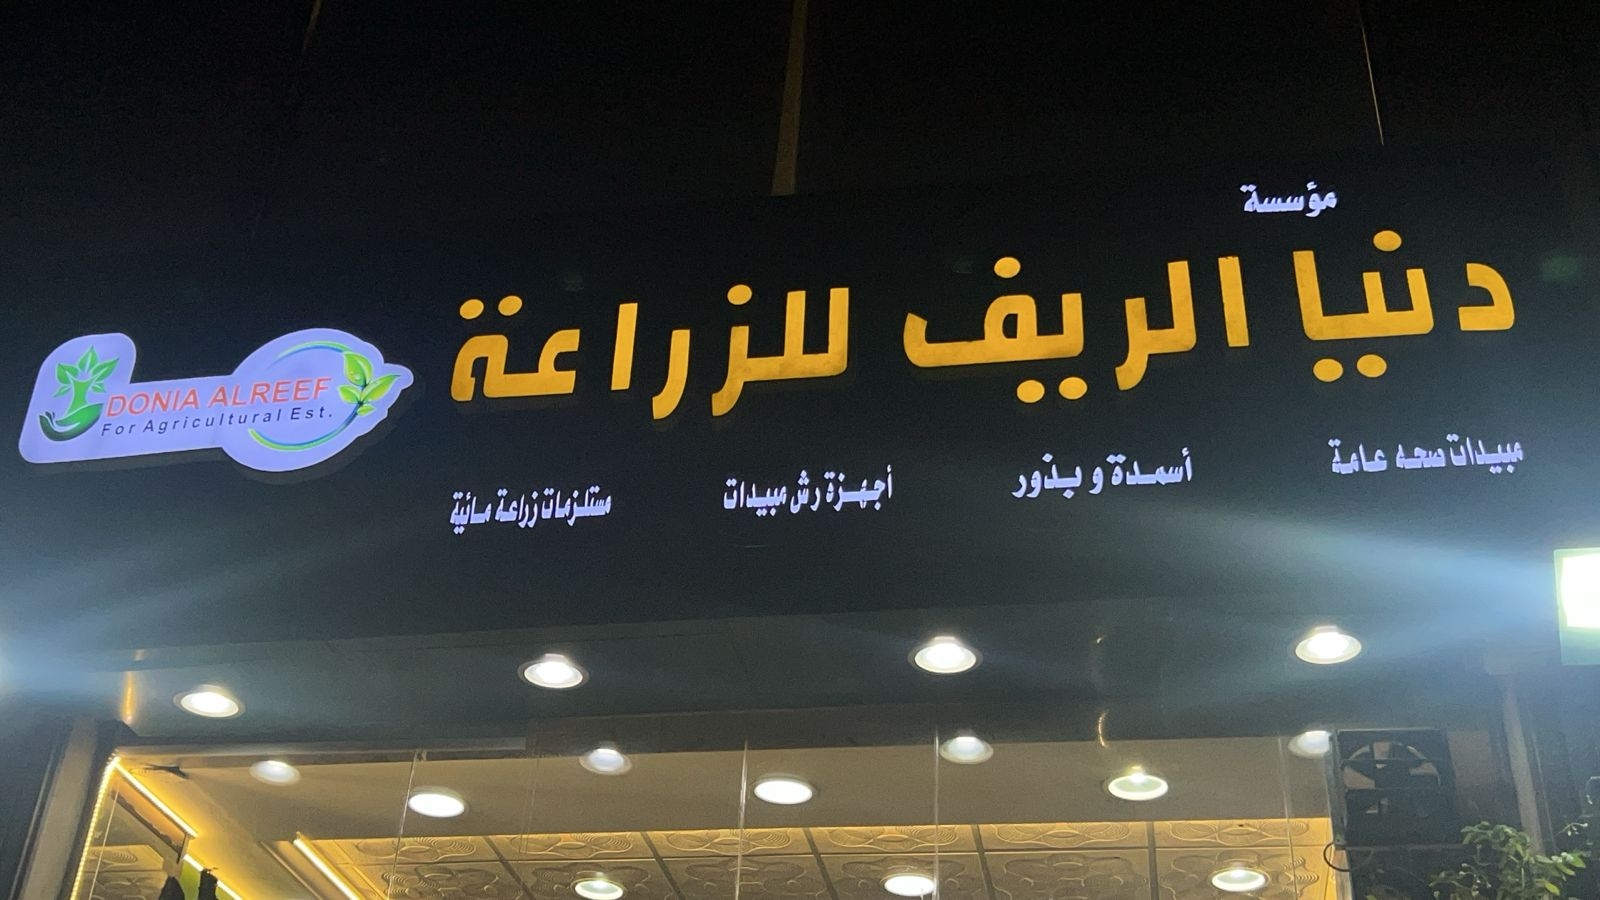 مؤسسة
دنيا الريف للزراعة
DONIA ALREEF
For Agricultural Est.
مبيدات صحه عامة
أسمدة و بذور
أجهزة رش مبيدات
مستلزمات زراعة مائية